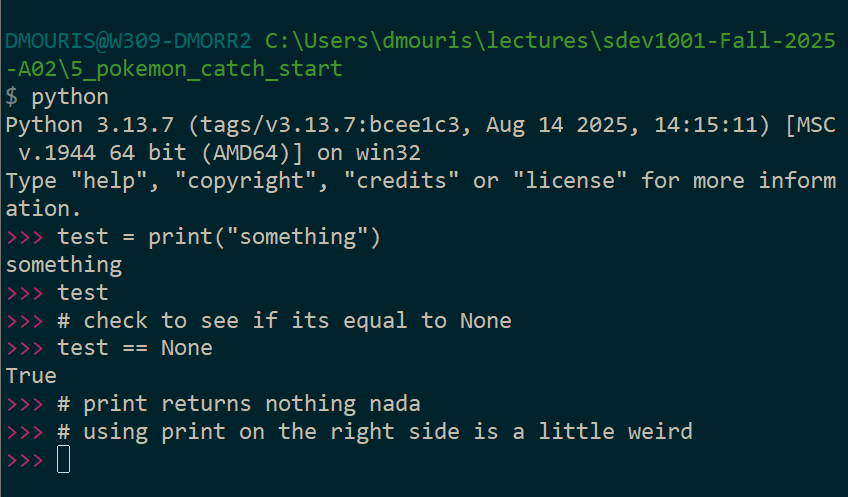 DMOURIS@W309-DMORR2 C:\Users\dmouris\lectures\sdev1001-Fall-2025
-A02\5_pokemon_catch_start
$ python
Python 3.13.7 (tags/v3.13.7:bcee1c3, Aug 14 2025, 14:15:11) [MSC
 v.1944 64 bit (AMD64)] on win32
Type "help", "copyright", "credits" or "license" for more inform
ation.
>>> test = print("something")
something
>>> test
>>> # check to see if its equal to None
>>> test == None
True
>>> # print returns nothing nada
>>> # using print on the right side is a little weird
>>>